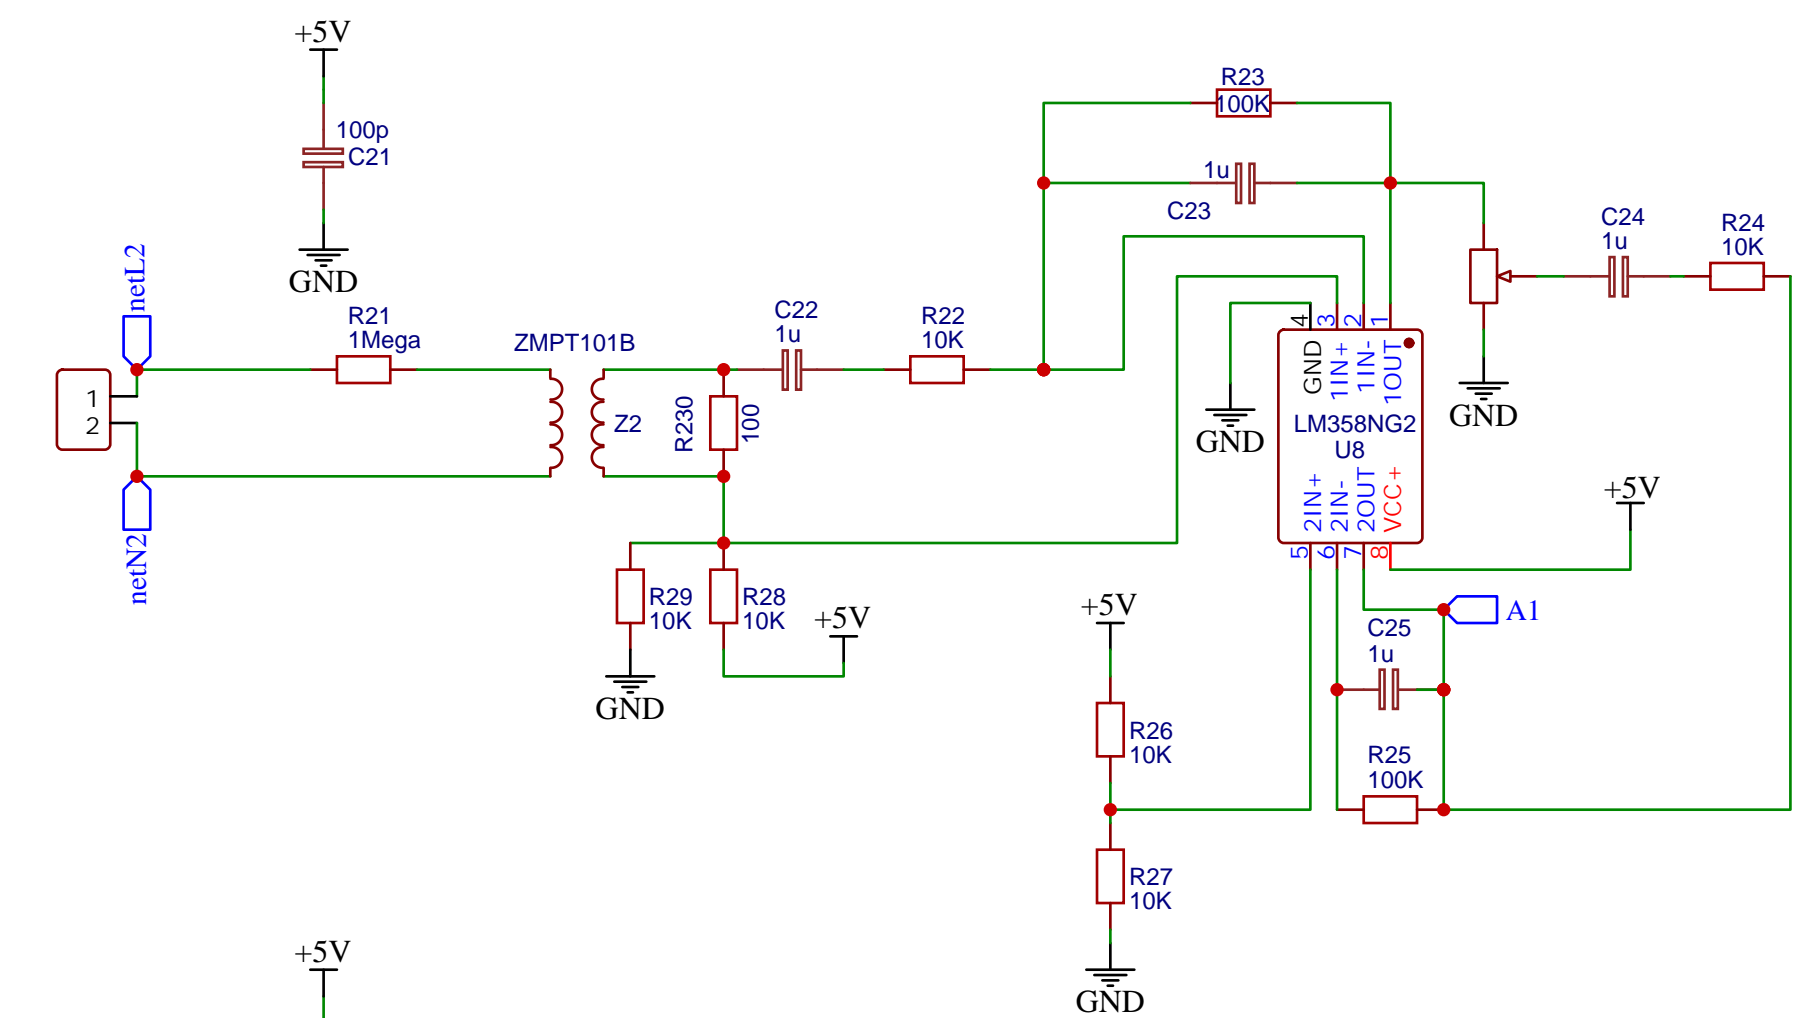 +5V
100p
C21
GND
netL2
1
2
netN2
R21
1Mega
ZMPT101B
Z2
R230
100
C22
1u
R22
10K
R23
100K
1u
C23
C24
1u
R24
10K
GND
GND
4
3
2
1
GND
1IN+
1IN-
1OUT
LM358NG2
U8
2IN+
2IN-
2OUT
VCC+
5
6
7
8
+5V
A1
C25
1u
R25
100K
R29
10K
R28
10K
+5V
GND
+5V
R26
10K
R27
10K
GND
+5V